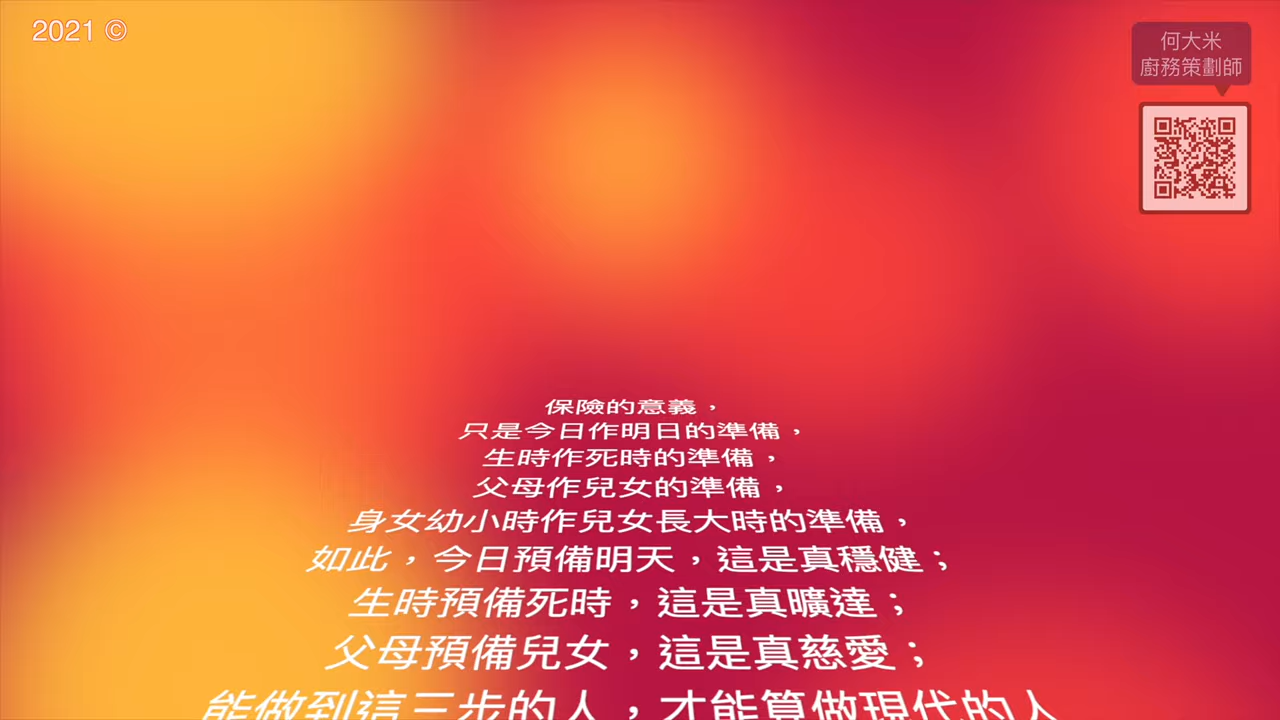 2021 ©
何大米
廚務策劃師
保險的意義，
只是今日作明日的準備，
生時作死時的準備，
父母作兒女的準備，
身女幼小時作兒女長大時的準備，
如此，今日預備明天，這是真穩健；
生時預備死時，這是真曠達；
父母預備兒女，這是真慈愛；
能做到這三步的人，才能算做現代的人